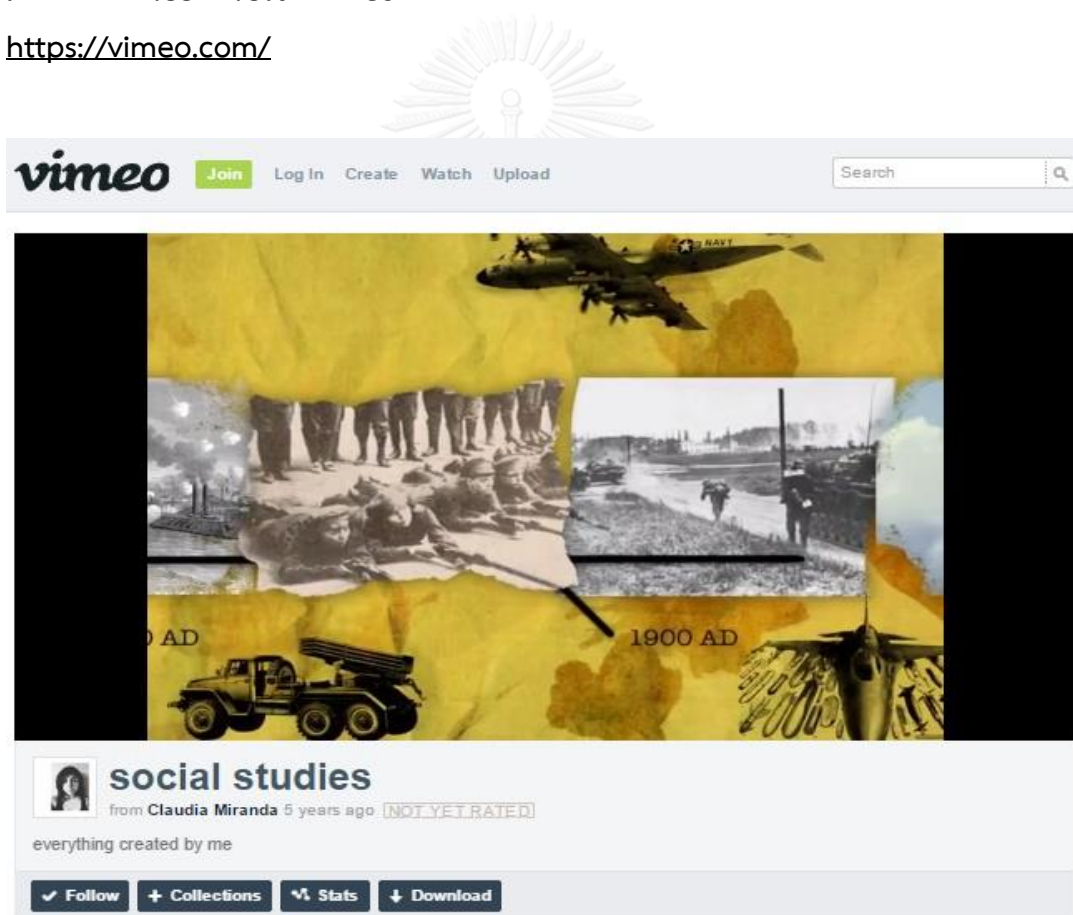 https://vimeo.com/
vimeo Join Log In Create Watch Upload Search
NAVY
AD
1900 AD
social studies
from Claudia Miranda 5 years ago NOT YET RATED
everything created by me
Follow + Collections Stats Download